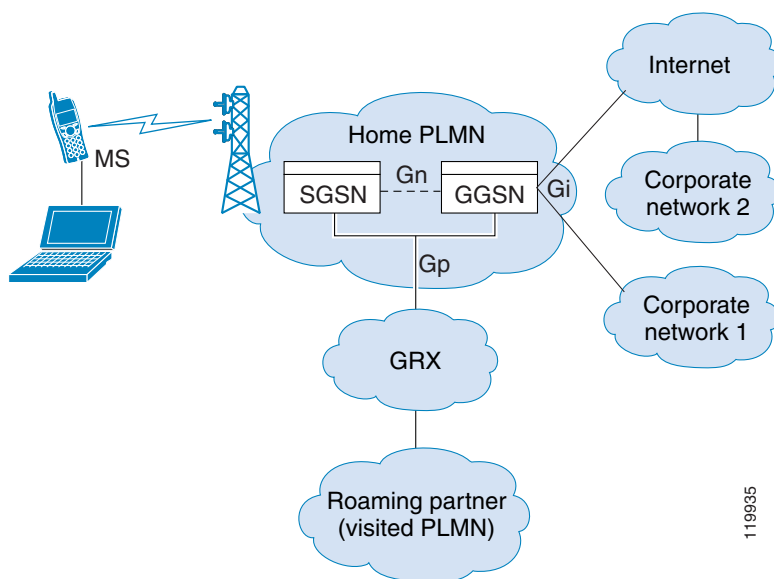 Internet
MS
Home PLMN
SGSN
Gn
GGSN
Gi
Corporate
network 2
Gp
Corporate
network 1
GRX
Roaming partner
(visited PLMN)
119935